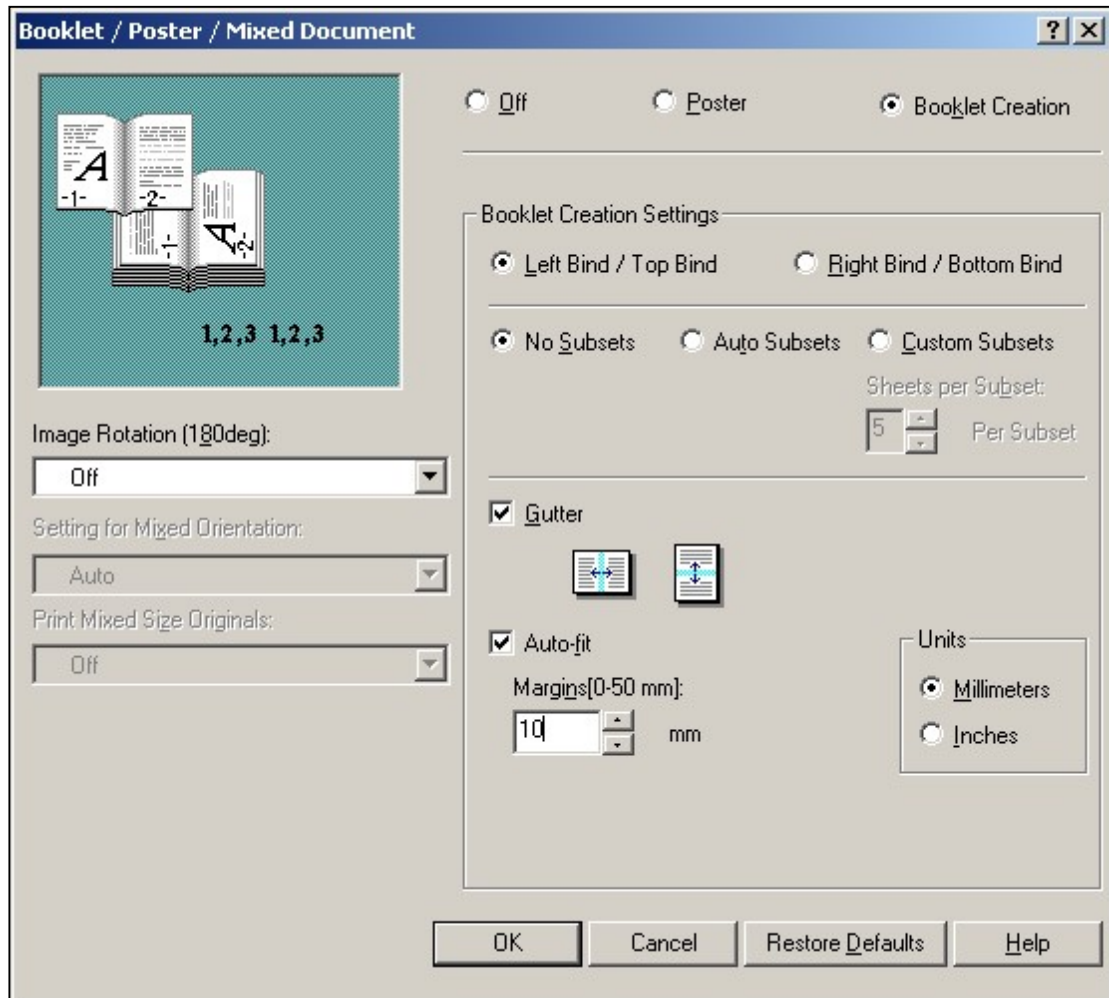 Booklet / Poster / Mixed Document
Off Poster Booklet Creation
A
-1- -2-
-1- A -2-
1,2,3 1,2,3
Image Rotation (180deg):
Off
Setting for Mixed Orientation:
Auto
Print Mixed Size Originals:
Off
Booklet Creation Settings
Left Bind / Top Bind Right Bind / Bottom Bind
No Subsets Auto Subsets Custom Subsets
Sheets per Subset:
5 Per Subset
Gutter
Auto-fit
Margins[0-50 mm]:
10 mm
Units
Millimeters
Inches
OK Cancel Restore Defaults Help